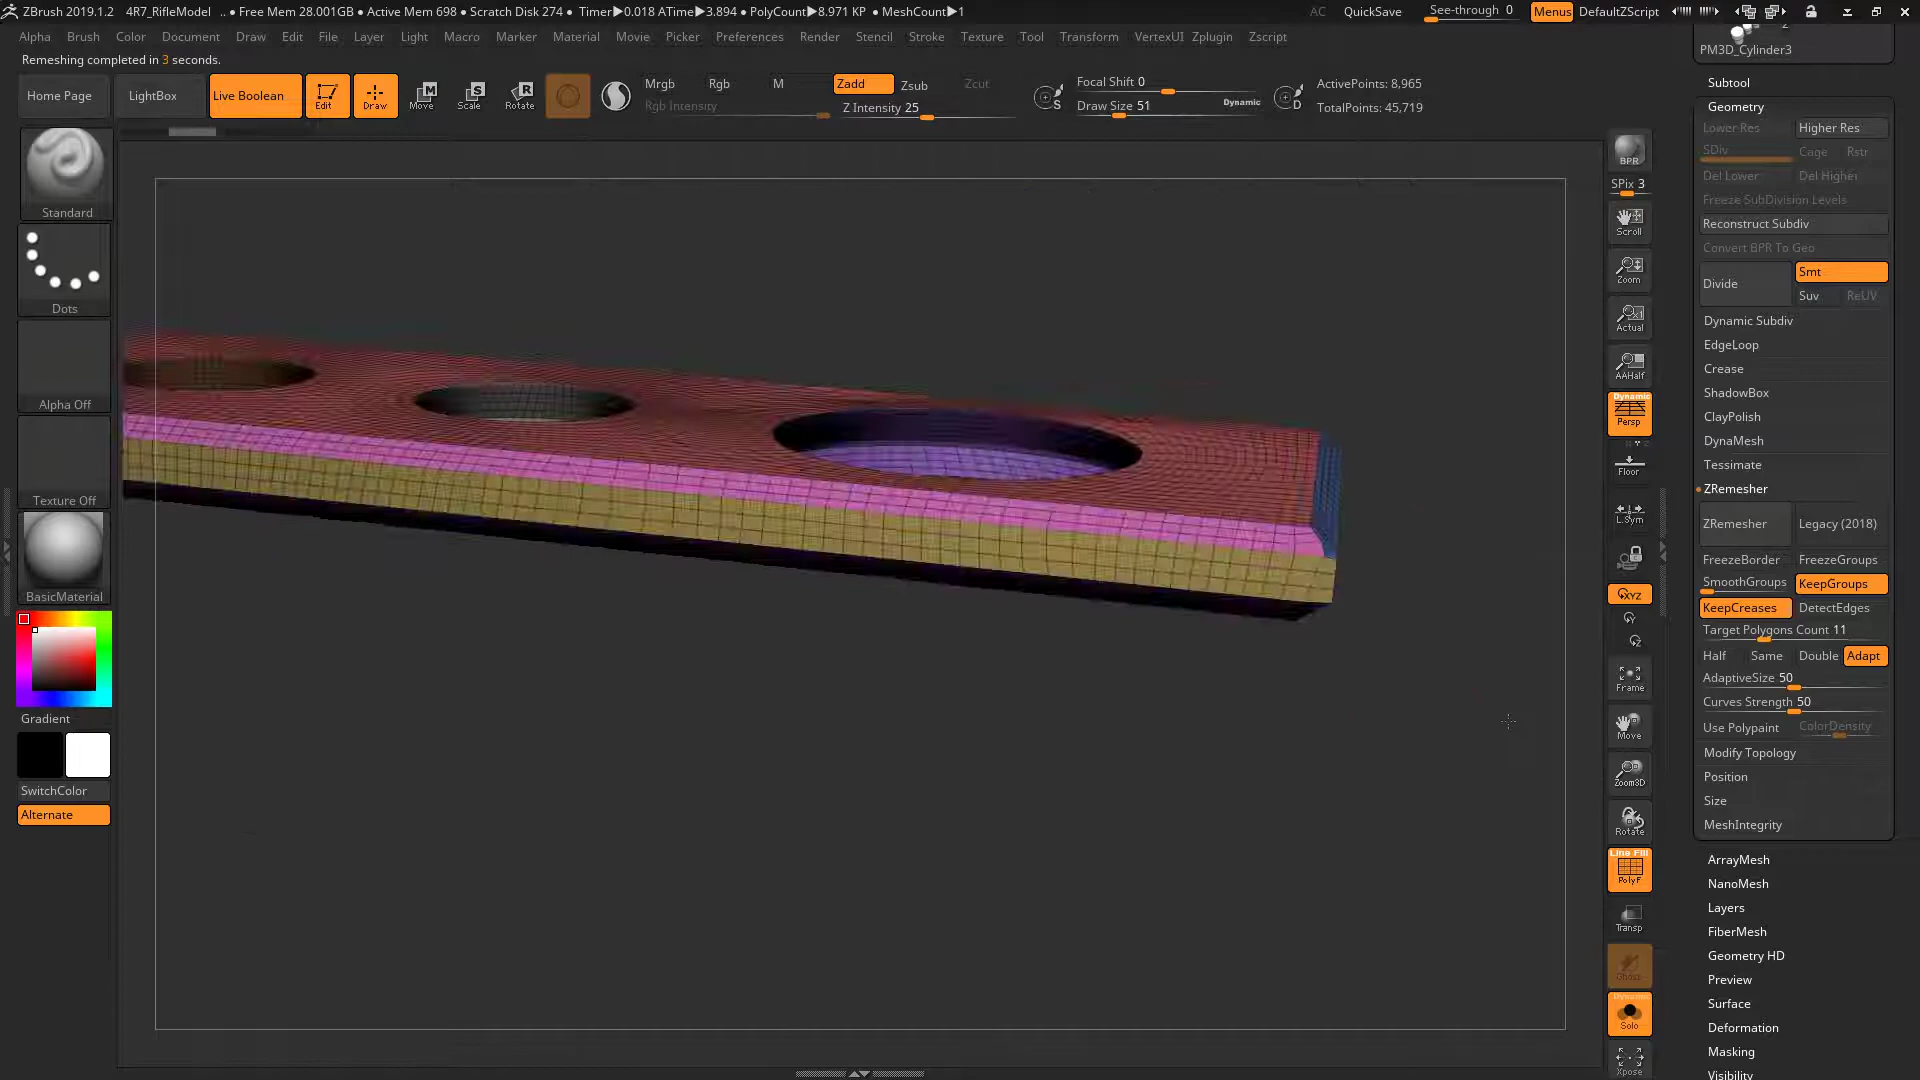 ZBrush 2019.1.2 4R7_RifleModel .. • Free Mem 28.001GB • Active Mem 698 • Scratch Disk 274 • Timer▶0.018 ATime▶3.894 • PolyCount▶8.971 KP • MeshCount▶1 AC QuickSave See-through 0 Menus DefaultZScript
Alpha Brush Color Document Draw Edit File Layer Light Macro Marker Material Movie Picker Preferences Render Stencil Stroke Texture Tool Transform VertexUI Zplugin Zscript
Remeshing completed in 3 seconds.
Home Page LightBox Live Boolean Edit Draw Move Scale Rotate
Mrgb Rgb M Zadd Zsub Zcut
Rgb Intensity Z Intensity 25
Focal Shift 0
Draw Size 51 Dynamic
S D
ActivePoints: 8,965
TotalPoints: 45,719
Standard
Dots
Alpha Off
Texture Off
BasicMaterial
Gradient
SwitchColor
Alternate
BPR
SPix 3
Scroll
Zoom
Actual
AAHalf
Dynamic
Persp
Floor
L.Sym
XYZ
Y
Z
Frame
Move
Zoom3D
Rotate
Line Fill
PolyF
Transp
Ghost
Dynamic
Solo
Xpose
PM3D_Cylinder3
Subtool
Geometry
Lower Res Higher Res
SDiv Cage Rstr
Del Lower Del Higher
Freeze SubDivision Levels
Reconstruct Subdiv
Convert BPR To Geo
Divide Smt
Suv ReUV
Dynamic Subdiv
EdgeLoop
Crease
ShadowBox
ClayPolish
DynaMesh
Tessimate
ZRemesher
ZRemesher Legacy (2018)
FreezeBorder FreezeGroups
SmoothGroups KeepGroups
KeepCreases DetectEdges
Target Polygons Count 11
Half Same Double Adapt
AdaptiveSize 50
Curves Strength 50
Use Polypaint ColorDensity
Modify Topology
Position
Size
MeshIntegrity
ArrayMesh
NanoMesh
Layers
FiberMesh
Geometry HD
Preview
Surface
Deformation
Masking
Visibility